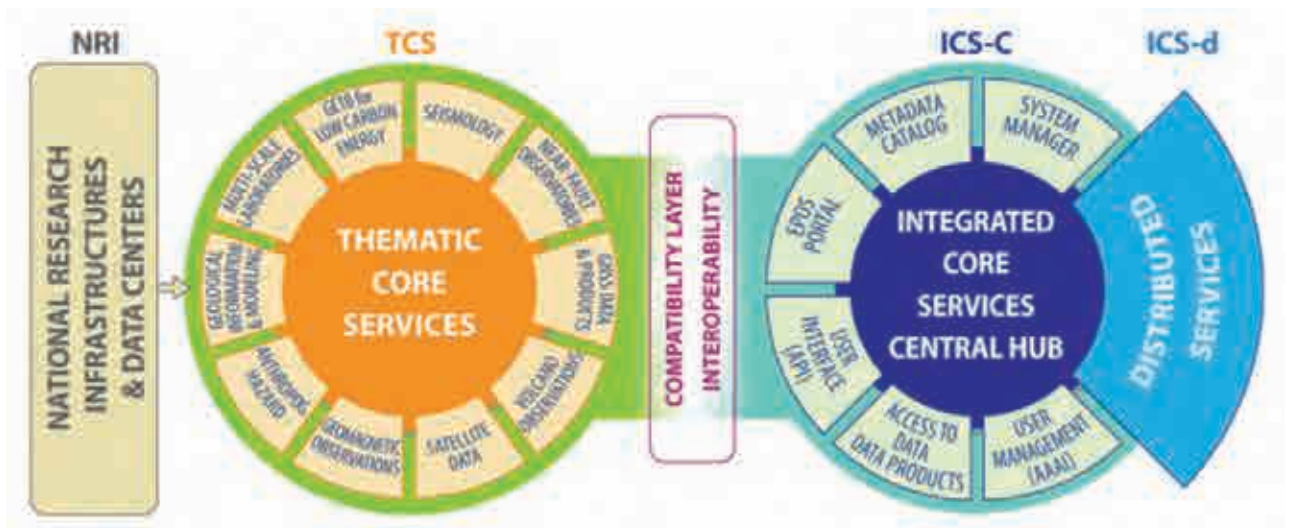 NRI
NATIONAL RESEARCH
INFRASTRUCTURES
& DATA CENTERS
TCS
THEMATIC
CORE
SERVICES
SEISMOLOGY
NEAR FAULT
OBSERVATORIES
GNSS DATA
& PRODUCTS
VOLCANO
OBSERVATIONS
SATELLITE
DATA
GEOMAGNETIC
OBSERVATIONS
ANTHROPOG
HAZARD
GEOLOGICAL
INFORMATION
& MODELING
MULTI-SCALE
LABORATORIES
for
LOW CARBON
ENERGY
COMPATIBILITY LAYER
INTEROPERABILITY
ICS-C
INTEGRATED
CORE
SERVICES
CENTRAL HUB
METADATA
CATALOG
SYSTEM
MANAGER
EPOS
PORTAL
USER
INTERFACE
(API)
ACCESS TO
DATA
DATA PRODUCTS
USER
MANAGEMENT
(AAAI)
ICS-d
DISTRIBUTED
SERVICES